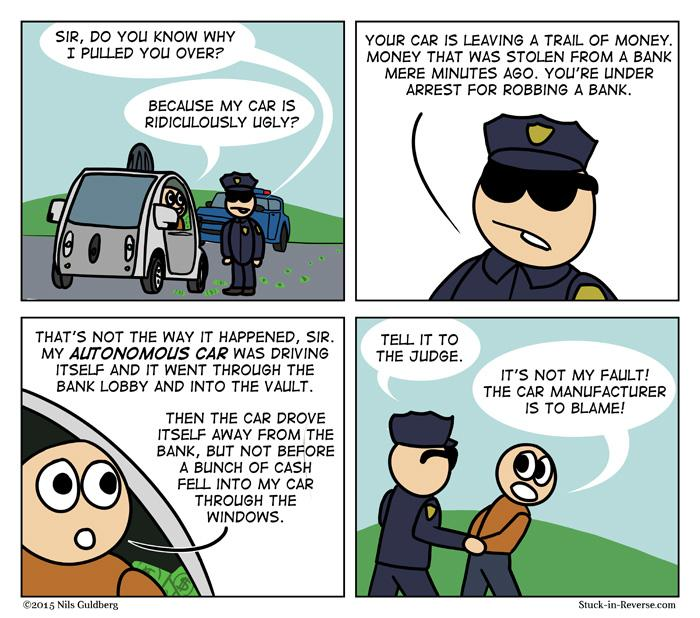 SIR, DO YOU KNOW WHY
I PULLED YOU OVER?
BECAUSE MY CAR IS
RIDICULOUSLY UGLY?
YOUR CAR IS LEAVING A TRAIL OF MONEY.
MONEY THAT WAS STOLEN FROM A BANK
MERE MINUTES AGO. YOU'RE UNDER
ARREST FOR ROBBING A BANK.
THAT'S NOT THE WAY IT HAPPENED, SIR.
MY AUTONOMOUS CAR WAS DRIVING
ITSELF AND IT WENT THROUGH THE
BANK LOBBY AND INTO THE VAULT.
THEN THE CAR DROVE
ITSELF AWAY FROM THE
BANK, BUT NOT BEFORE
A BUNCH OF CASH
FELL INTO MY CAR
THROUGH THE
WINDOWS.
TELL IT TO
THE JUDGE.
IT'S NOT MY FAULT!
THE CAR MANUFACTURER
IS TO BLAME!
©2015 Nils Guldberg
Stuck-in-Reverse.com